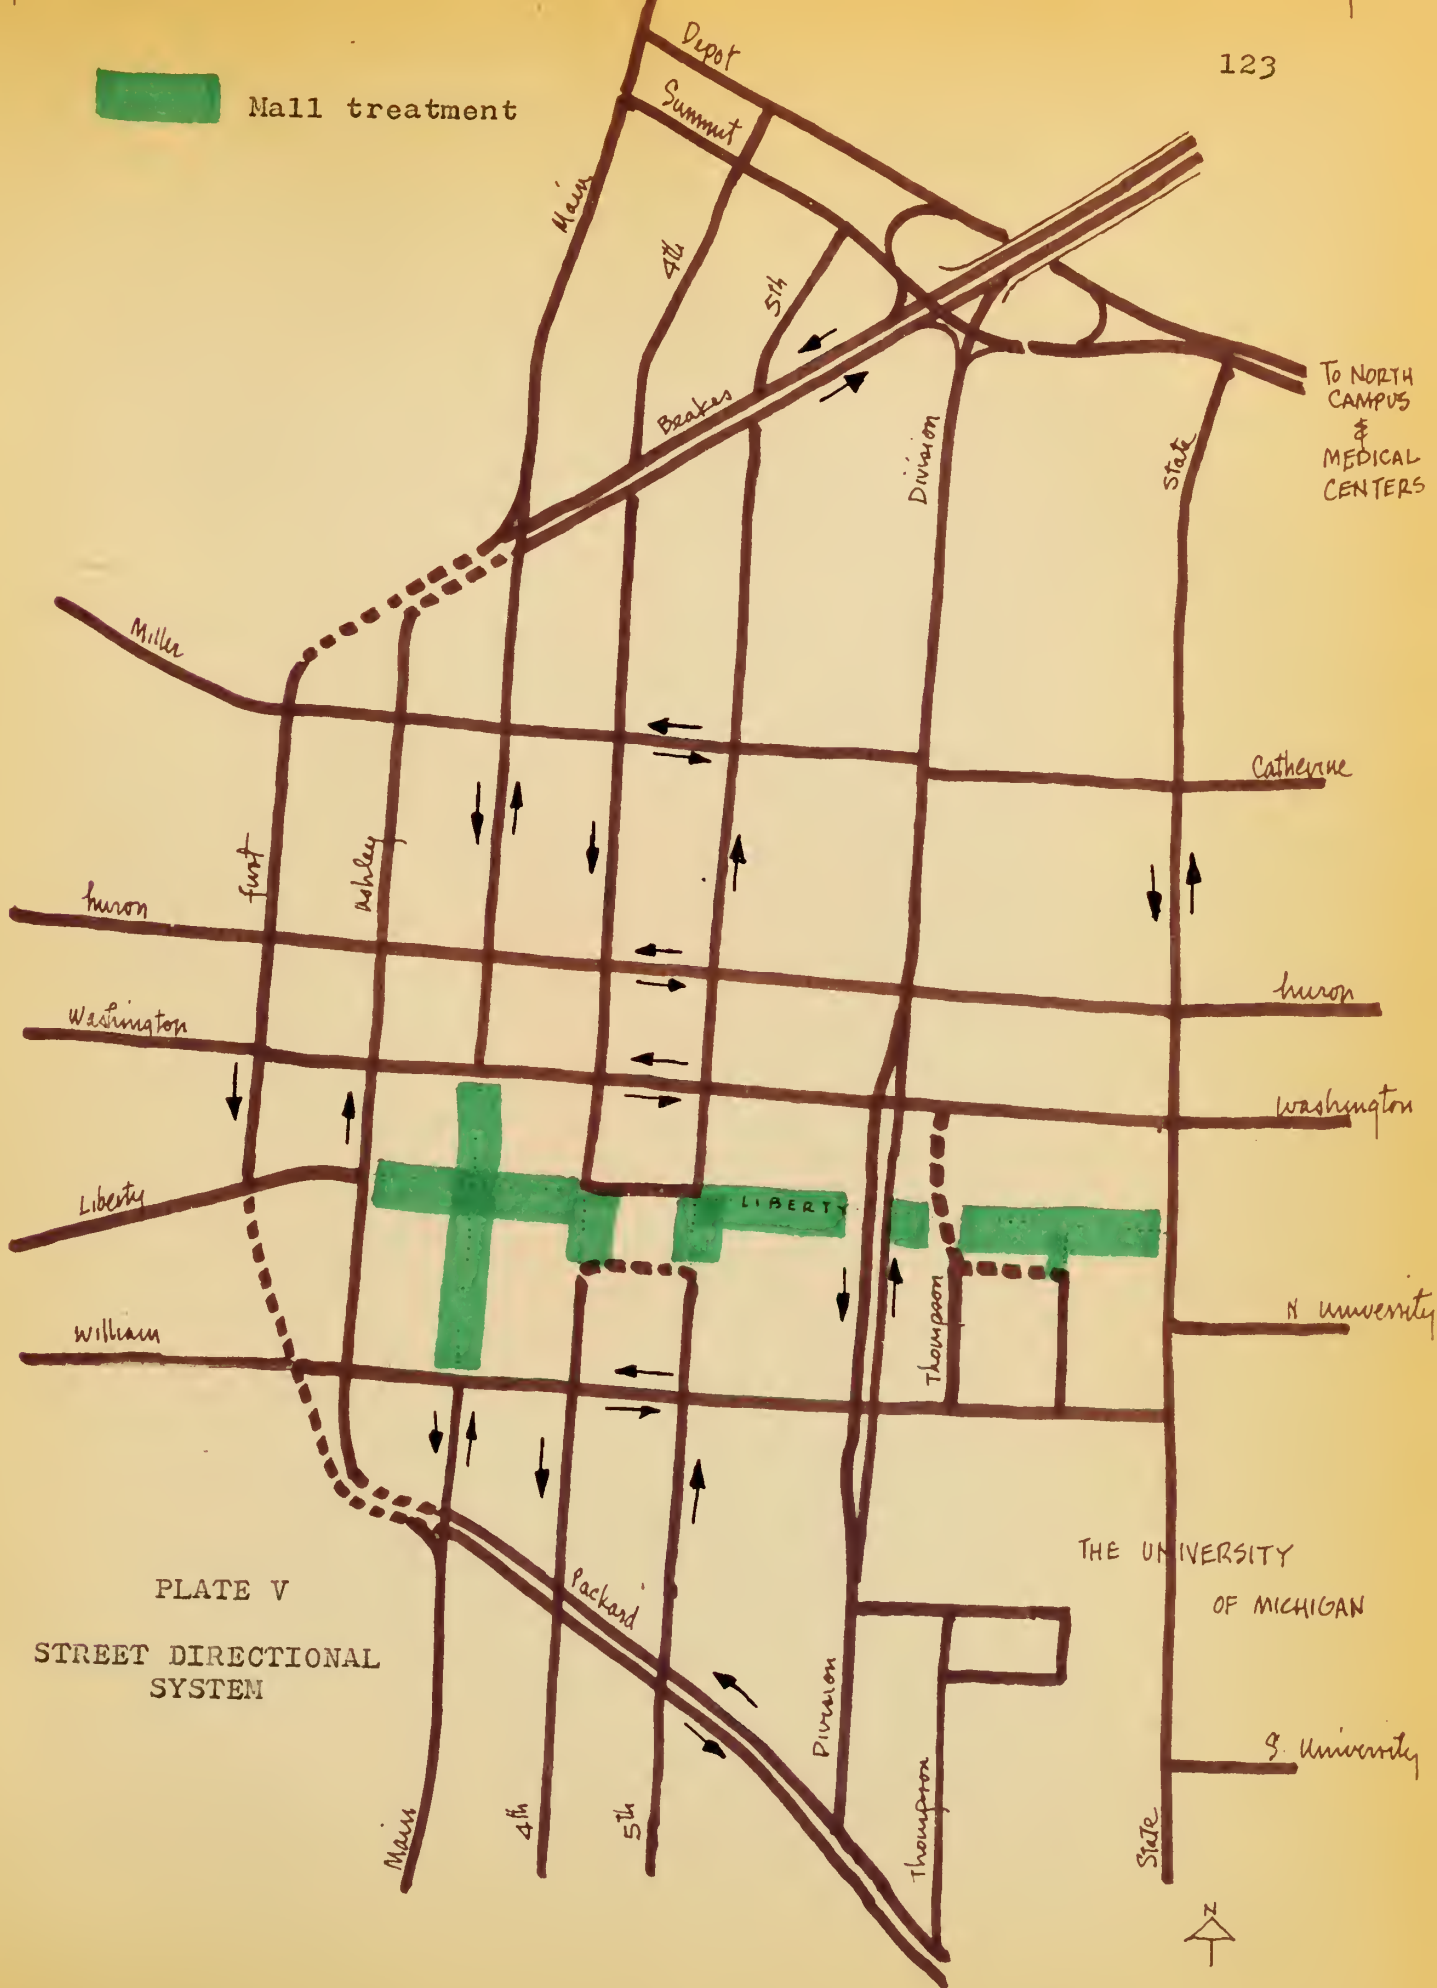 123
Mall treatment
Depot
Summit
Main
4th
5th
Beakes
Division
State
TO NORTH
CAMPUS
&
MEDICAL
CENTERS
Miller
Catherine
first
ashley
huron
huron
Washington
Washington
Liberty
LIBERTY
Thompson
N University
William
THE UNIVERSITY
OF MICHIGAN
PLATE V
STREET DIRECTIONAL
SYSTEM
Packard
Division
Thompson
S. University
Main
4th
5th
State
N